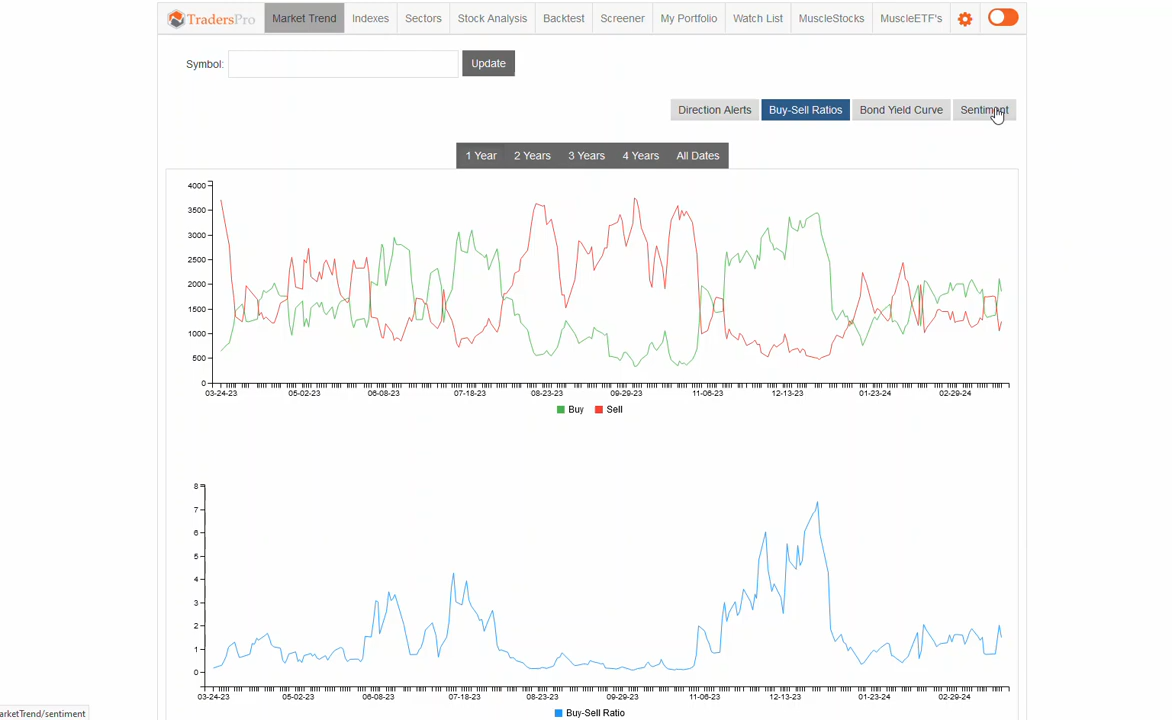 TradersPro Market Trend Indexes Sectors Stock Analysis Backtest Screener My Portfolio Watch List MuscleStocks MuscleETF's
Symbol: Update
Direction Alerts Buy-Sell Ratios Bond Yield Curve Sentiment
1 Year 2 Years 3 Years 4 Years All Dates
4000
3500
3000
2500
2000
1500
1000
500
0
03-24-23 05-02-23 06-08-23 07-18-23 08-23-23 09-29-23 11-06-23 12-13-23 01-23-24 02-29-24
Buy Sell
8
7
6
5
4
3
2
1
0
03-24-23 05-02-23 06-08-23 07-18-23 08-23-23 09-29-23 11-06-23 12-13-23 01-23-24 02-29-24
Buy-Sell Ratio
arketTrend/sentiment